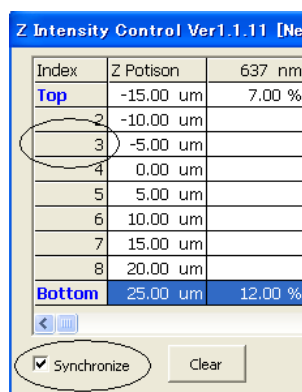 Z Intensity Control Ver1.1.11 [Ne
Index Z Potison 637 nm
Top -15.00 um 7.00 %
2 -10.00 um
3 -5.00 um
4 0.00 um
5 5.00 um
6 10.00 um
7 15.00 um
8 20.00 um
Bottom 25.00 um 12.00 %
Synchronize Clear